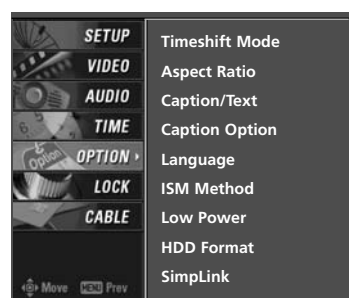 SETUP
VIDEO
AUDIO
TIME
OPTION
LOCK
CABLE
Move MENU Prev
Timeshift Mode
Aspect Ratio
Caption/Text
Caption Option
Language
ISM Method
Low Power
HDD Format
SimpLink